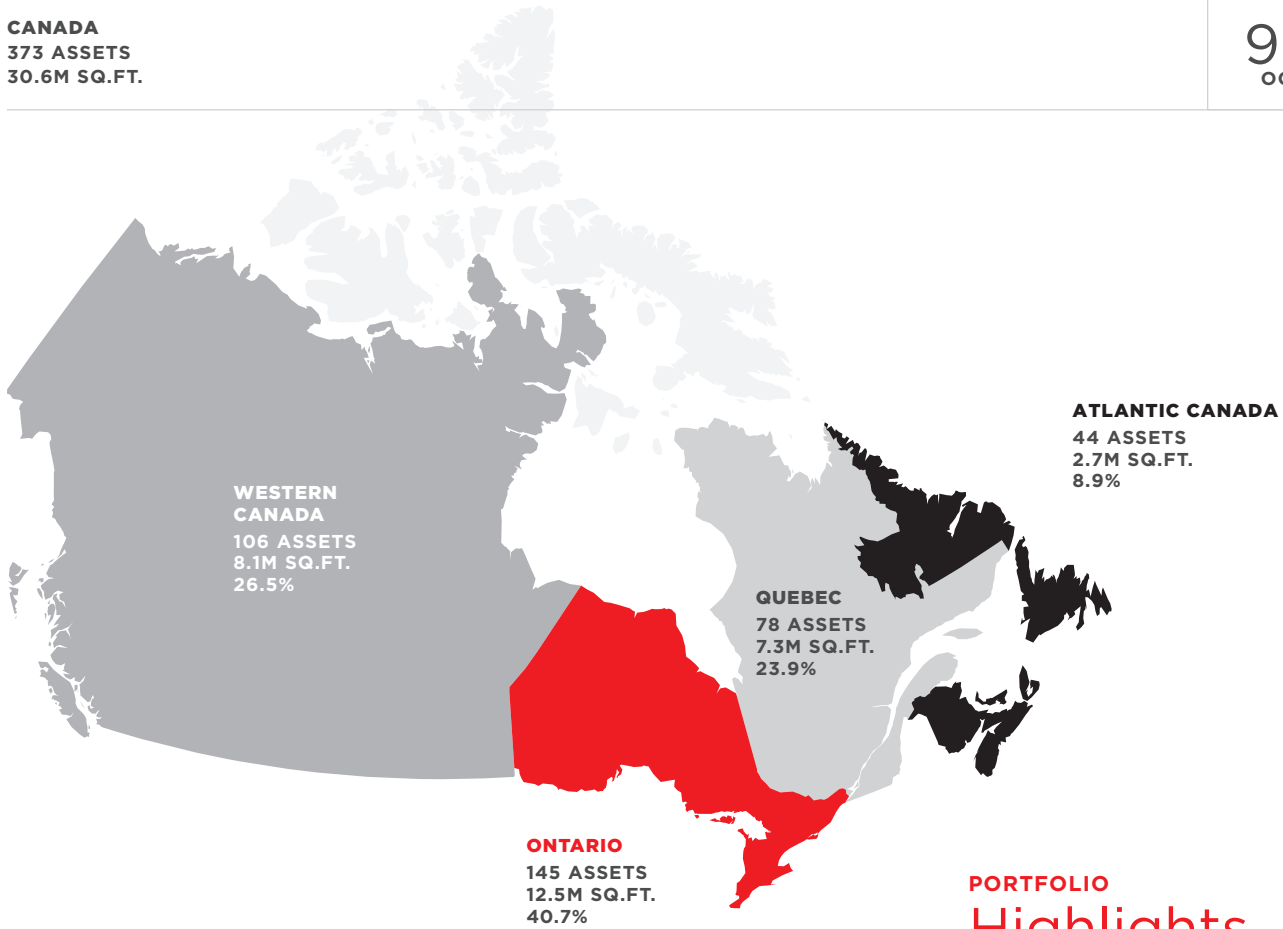 CANADA
373 ASSETS
30.6M SQ.FT.
9
ATLANTIC CANADA
44 ASSETS
2.7M SQ.FT.
8.9%
WESTERN
CANADA
106 ASSETS
8.1M SQ.FT.
26.5%
QUEBEC
78 ASSETS
7.3M SQ.FT.
23.9%
ONTARIO
145 ASSETS
12.5M SQ.FT.
40.7%
PORTFOLIO
Highlights